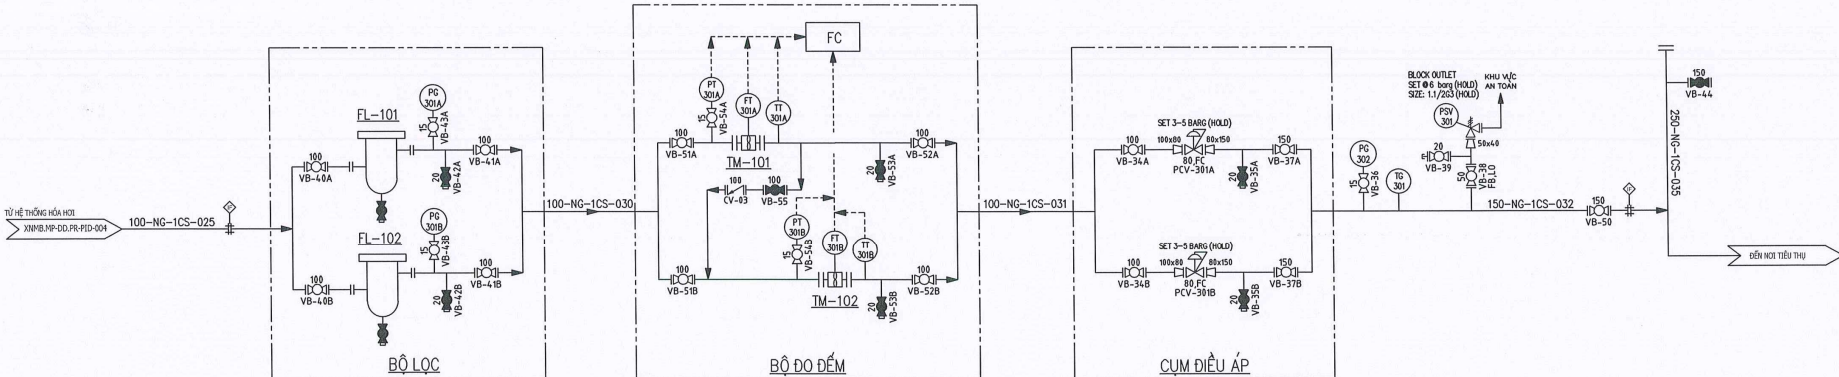 TỪ HỆ THỐNG HÓA HƠI
XNMB.MP-DD.PR-PID-004
100-NG-1CS-025
IF
BỘ LỌC
FL-101
FL-102
100
VB-40A
100
VB-40B
PG
301A
15
VB-43A
20
VB-42A
100
VB-41A
PG
301B
15
VB-43B
20
VB-42B
100
VB-41B
100-NG-1CS-030
BỘ ĐO ĐẾM
FC
PT
301A
FT
301A
TT
301A
15
VB-54A
100
VB-51A
TM-101
20
VB-53A
100
VB-52A
100
CV-03
100
VB-55
PT
301B
FT
301B
TT
301B
15
VB-54B
100
VB-51B
TM-102
20
VB-53B
100
VB-52B
100-NG-1CS-031
CỤM ĐIỀU ÁP
SET 3-5 BARG (HOLD)
100
VB-34A
100x80
80x150
80,FC
PCV-301A
20
VB-35A
150
VB-37A
SET 3-5 BARG (HOLD)
100
VB-34B
100x80
80x150
80,FC
PCV-301B
20
VB-35B
150
VB-37B
PG
302
15
VB-36
TG
301
BLOCK OUTLET
SET @ 6 barg (HOLD)
SIZE: 1.1/2G3 (HOLD)
KHU VỰC
AN TOÀN
PSV
301
50x40
20
VB-39
50
VB-38
FB,LO
150-NG-1CS-032
150
VB-50
IF
150
VB-44
250-NG-1CS-035
ĐẾN NƠI TIÊU THỤ